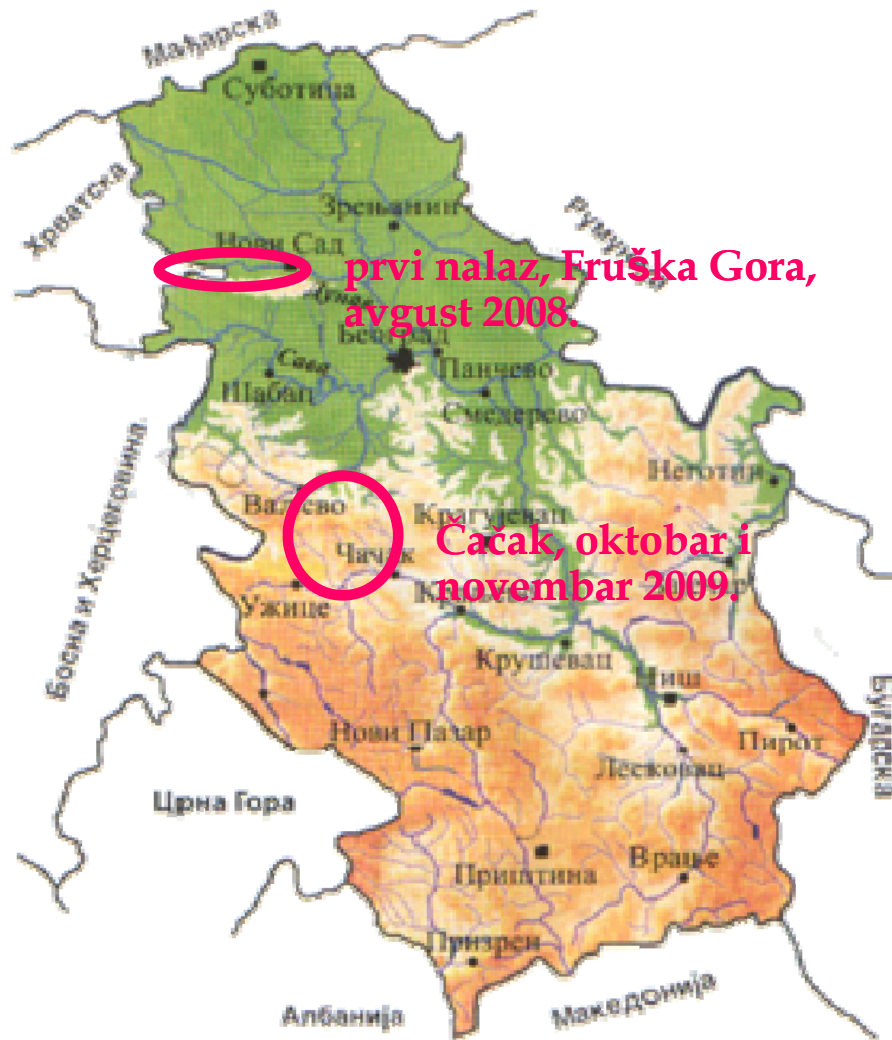 Мађарска
Суботица
Хрватска
Зрењанин
Нови Сад
prvi nalaz, Fruška Gora,
avgust 2008.
Београд
Сава
Панчево
Шабац
Смедерево
Неготин
Босна и Херцеговина
Ваљево
Крагујевац
Čačak, oktobar i
novembar 2009.
Чачак
Ужице
Крушевац
Ниш
Бугарска
Нови Пазар
Пирот
Лесковац
Црна Гора
Врање
Приштина
Призрен
Македонија
Албанија